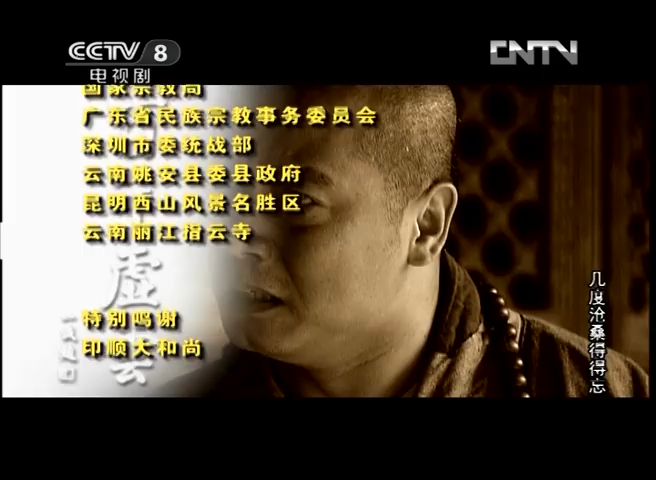 CCTV 8
电视剧
CNTV
国家宗教局
广东省民族宗教事务委员会
深圳市委统战部
云南姚安县委县政府
昆明西山风景名胜区
云南丽江指云寺
虚云
特别鸣谢
印顺大和尚
几度沧桑得得忘